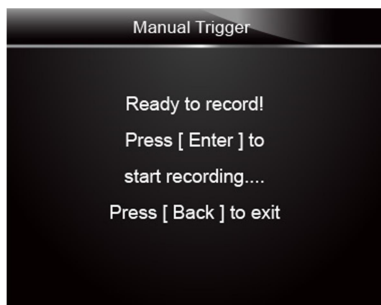 Manual Trigger
Ready to record!
Press [ Enter ] to
start recording....
Press [ Back ] to exit